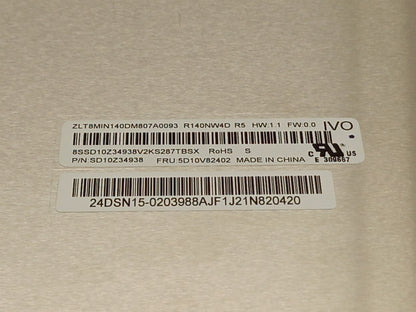 ZLT8MIN140DM807A0093 R140NW4D R5 HW:1.1 FW:0.0 IVO
8SSD10Z34938V2KS287TBSX RoHS S
P/N:SD10Z34938 FRU:5D10V82402 MADE IN CHINA
C US
E 309867
24DSN15-0203988AJF1J21N820420